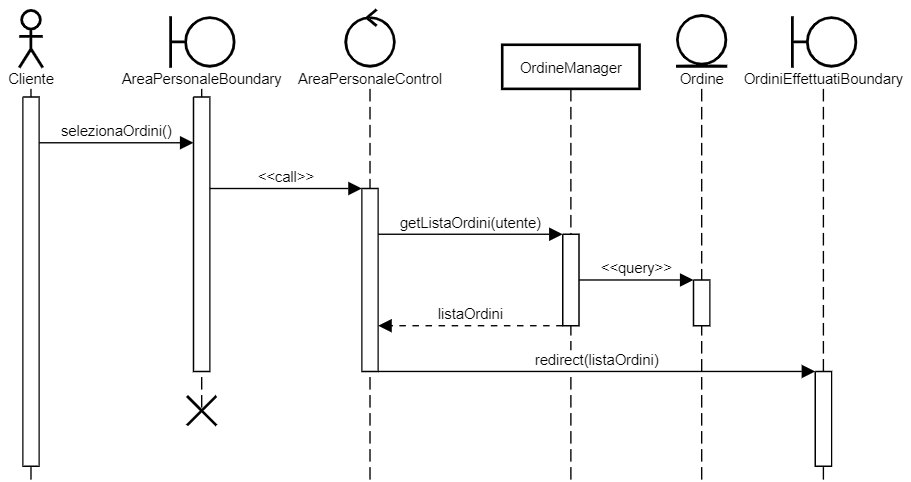 Cliente
AreaPersonaleBoundary
AreaPersonaleControl
OrdineManager
Ordine
OrdiniEffettuatiBoundary
selezionaOrdini()
<<call>>
getListaOrdini(utente)
<<query>>
listaOrdini
redirect(listaOrdini)